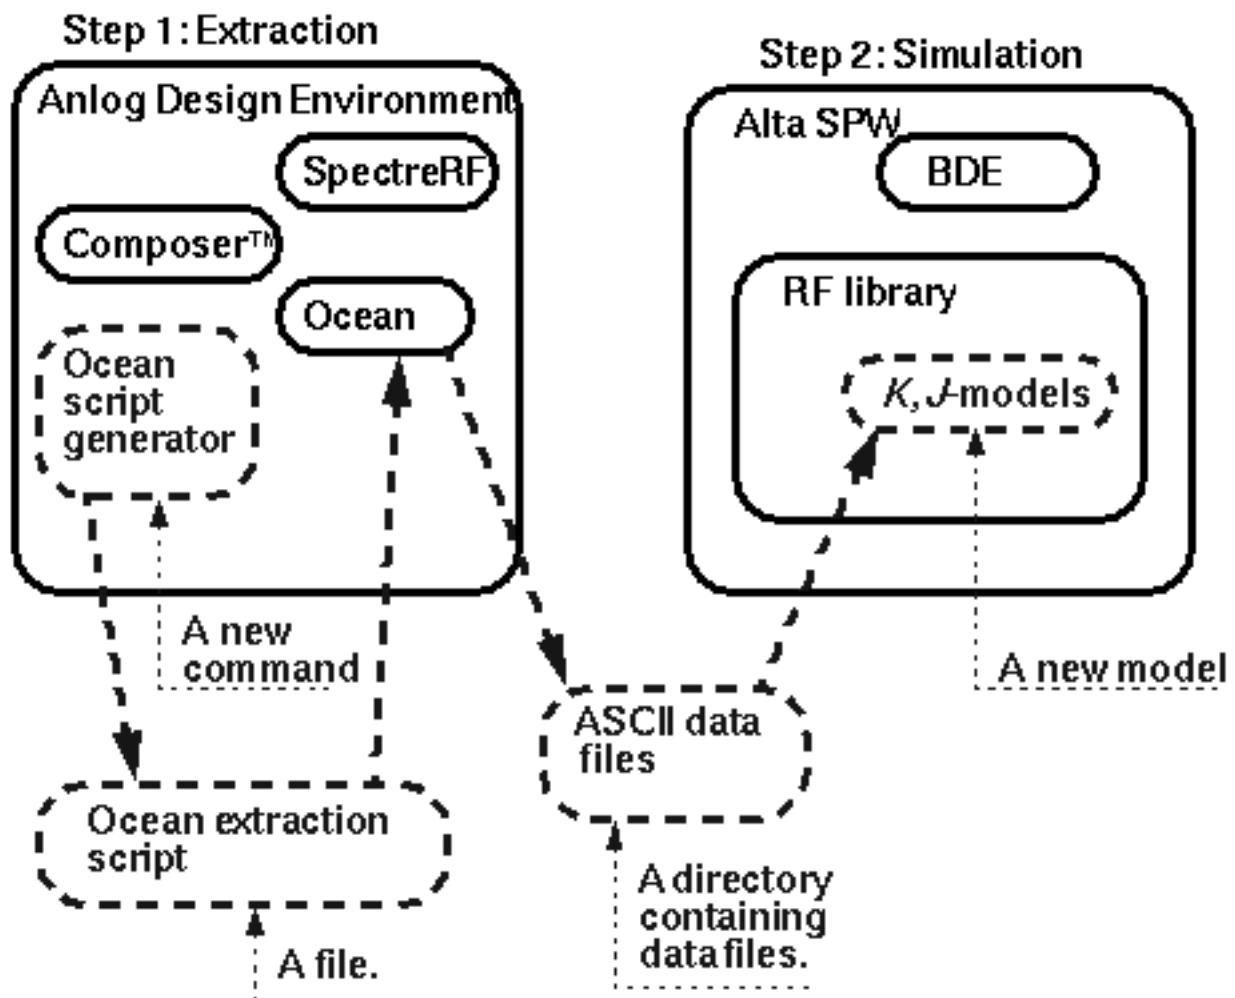 Step 1: Extraction
Anlog Design Environment
SpectreRF
Composer™
Ocean
Ocean
script
generator
A new
command
Ocean extraction
script
A file.
ASCII data
files
A directory
containing
data files.
Step 2: Simulation
Alta SPW
BDE
RF library
K, J-models
A new model